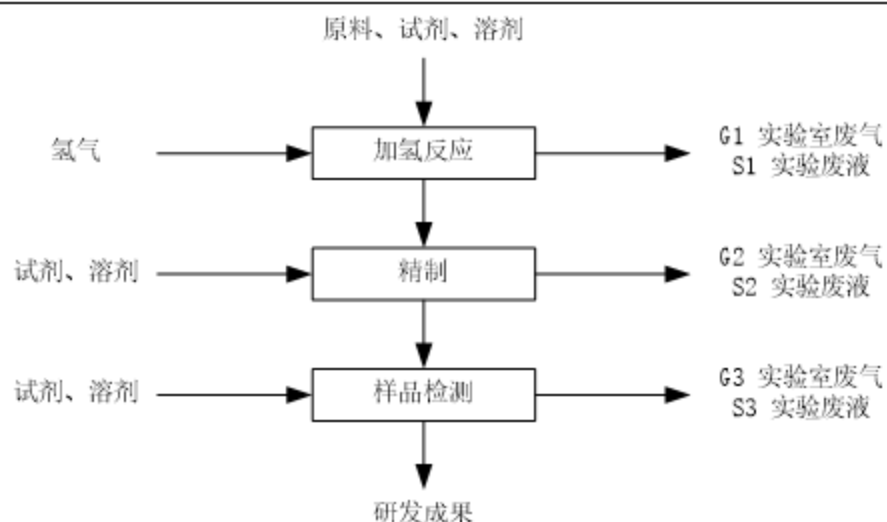 原料、试剂、溶剂
氢气
加氢反应
G1 实验室废气
S1 实验废液
试剂、溶剂
精制
G2 实验室废气
S2 实验废液
试剂、溶剂
样品检测
G3 实验室废气
S3 实验废液
研发成果